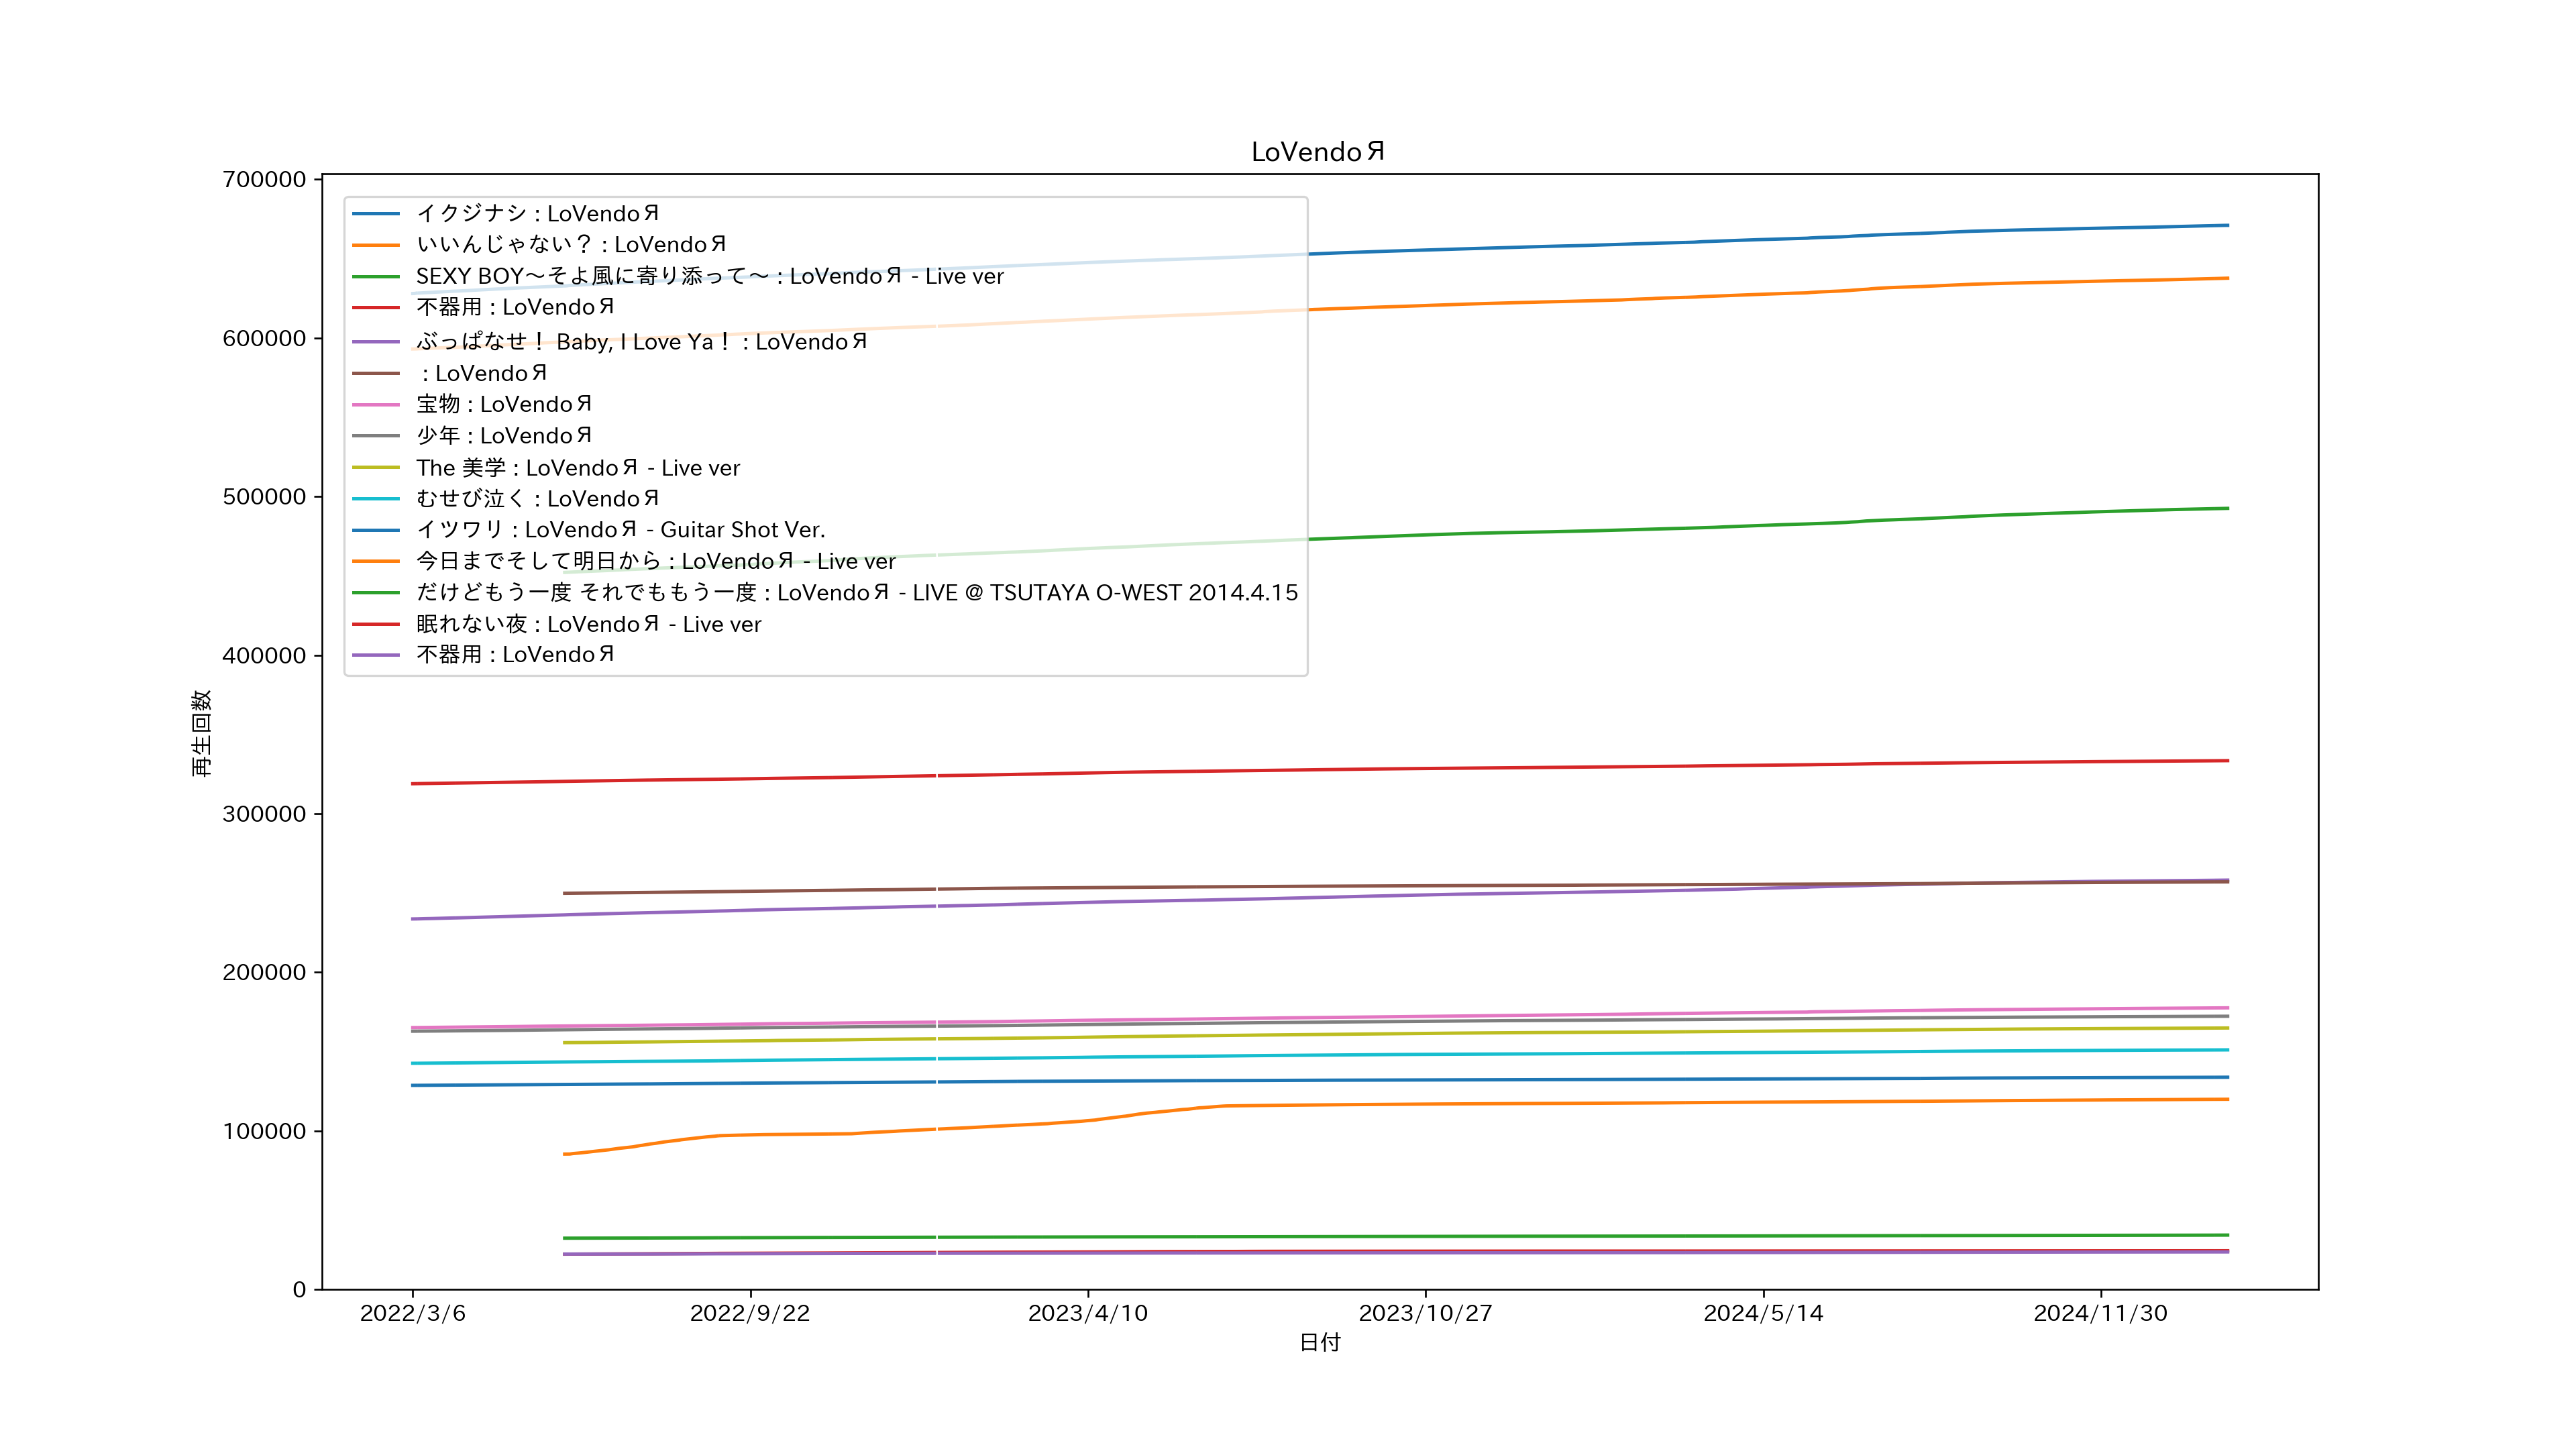 LoVendoЯ
700000
600000
500000
400000
300000
200000
100000
0
再生回数
イクジナシ : LoVendoЯ
いいんじゃない？ : LoVendoЯ
SEXY BOY～そよ風に寄り添って～ : LoVendoЯ - Live ver
不器用 : LoVendoЯ
ぶっぱなせ！ Baby, I Love Ya！ : LoVendoЯ
: LoVendoЯ
宝物 : LoVendoЯ
少年 : LoVendoЯ
The 美学 : LoVendoЯ - Live ver
むせび泣く : LoVendoЯ
イツワリ : LoVendoЯ - Guitar Shot Ver.
今日までそして明日から : LoVendoЯ - Live ver
だけどもう一度 それでももう一度 : LoVendoЯ - LIVE @ TSUTAYA O-WEST 2014.4.15
眠れない夜 : LoVendoЯ - Live ver
不器用 : LoVendoЯ
2022/3/6
2022/9/22
2023/4/10
2023/10/27
2024/5/14
2024/11/30
日付